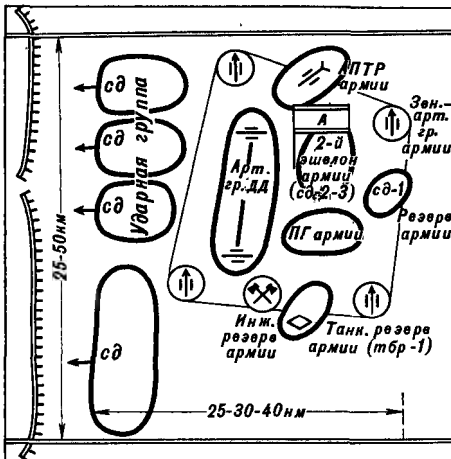 АПТР
армии
Зен.-
арт. гр.
армии
А
2-й
эшелон
армии
(сд-2-3)
сд
сд
сд
Ударная группа
Арт.
гр. ДД
сд-1
Резерв
армии
ПГ армии
25-50км
сд
Инж.
резерв
армии
Танк. резерв
армии (тбр-1)
25-30-40км